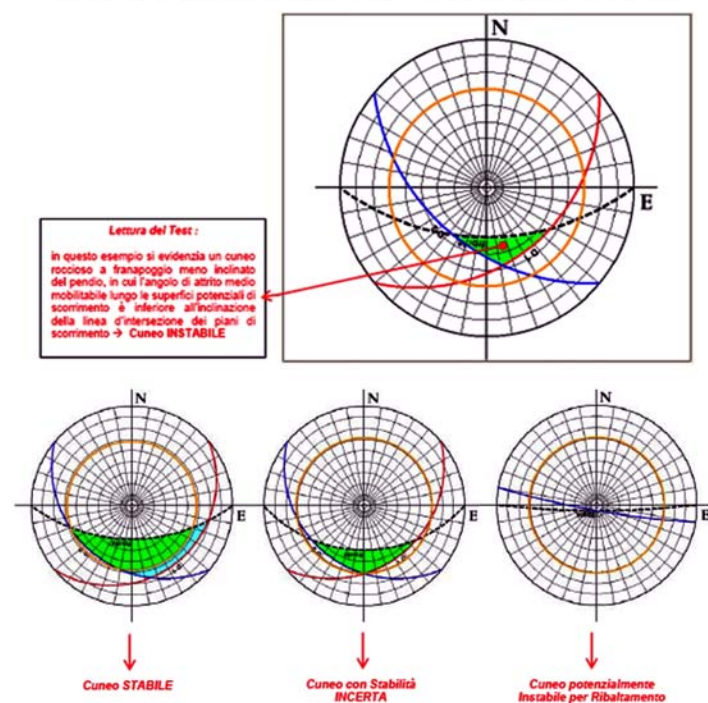 N
E
Lettura del Test :
in questo esempio si evidenzia un cuneo
roccioso a franapoggio meno inclinato
del pendio, in cui l'angolo di attrito medio
mobilitabile lungo le superfici potenziali di
scorrimento è inferiore all'inclinazione
della linea d'intersezione dei piani di
scorrimento → Cuneo INSTABILE
N
E
N
E
N
E
Cuneo STABILE
Cuneo con Stabilità
INCERTA
Cuneo potenzialmente
Instabile per Ribaltamento